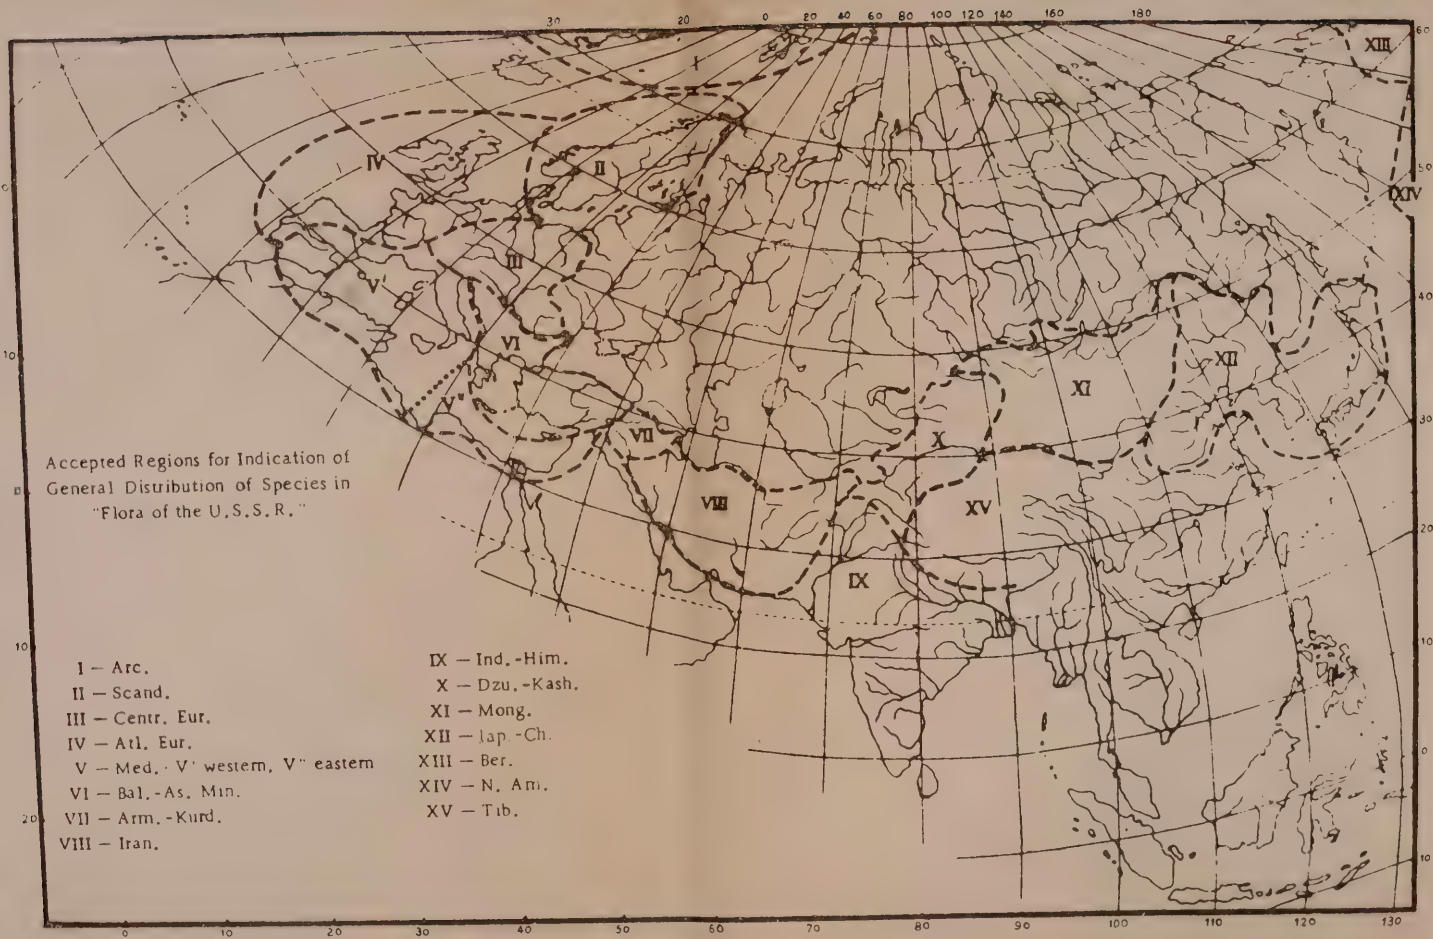 30 20 0 20 40 60 80 100 120 140 160 180
60
XIII
I
50
II
IV
XIV
0
III
V'
40
10
VI
XII
XI
V"
30
X
VII
Accepted Regions for Indication of
General Distribution of Species in
"Flora of the U.S.S.R."
VIII
XV
20
IX
10
I — Arc.
II — Scand.
III — Centr. Eur.
IV — Atl. Eur.
V — Med. · V' western, V" eastern
VI — Bal.-As. Min.
VII — Arm.-Kurd.
VIII — Iran.
IX — Ind.-Him.
X — Dzu.-Kash.
XI — Mong.
XII — Jap.-Ch.
XIII — Ber.
XIV — N. Am.
XV — Tib.
10
0
20
10
0 10 20 30 40 50 60 70 80 90 100 110 120 130